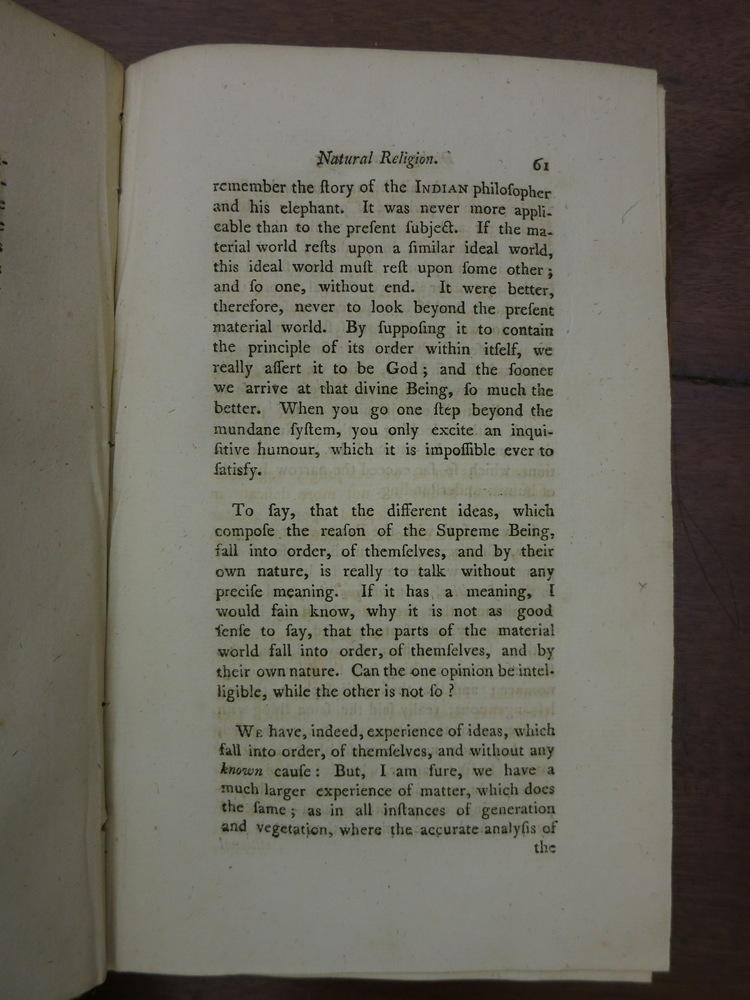 Natural Religion. 61
remember the ſtory of the INDIAN philoſopher
and his elephant. It was never more appli-
cable than to the preſent ſubject. If the ma-
terial world reſts upon a ſimilar ideal world,
this ideal world muſt reſt upon ſome other;
and ſo one, without end. It were better,
therefore, never to look beyond the preſent
material world. By ſuppoſing it to contain
the principle of its order within itſelf, we
really aſſert it to be God; and the ſooner
we arrive at that divine Being, ſo much the
better. When you go one ſtep beyond the
mundane ſyſtem, you only excite an inqui-
ſitive humour, which it is impoſſible ever to
ſatisfy.
To ſay, that the different ideas, which
compoſe the reaſon of the Supreme Being,
fall into order, of themſelves, and by their
own nature, is really to talk without any
preciſe meaning. If it has a meaning, I
would fain know, why it is not as good
ſenſe to ſay, that the parts of the material
world fall into order, of themſelves, and by
their own nature. Can the one opinion be intel-
ligible, while the other is not ſo?
WE have, indeed, experience of ideas, which
fall into order, of themſelves, and without any
known cauſe: But, I am ſure, we have a
much larger experience of matter, which does
the ſame; as in all inſtances of generation
and vegetation, where the accurate analyſis of
the